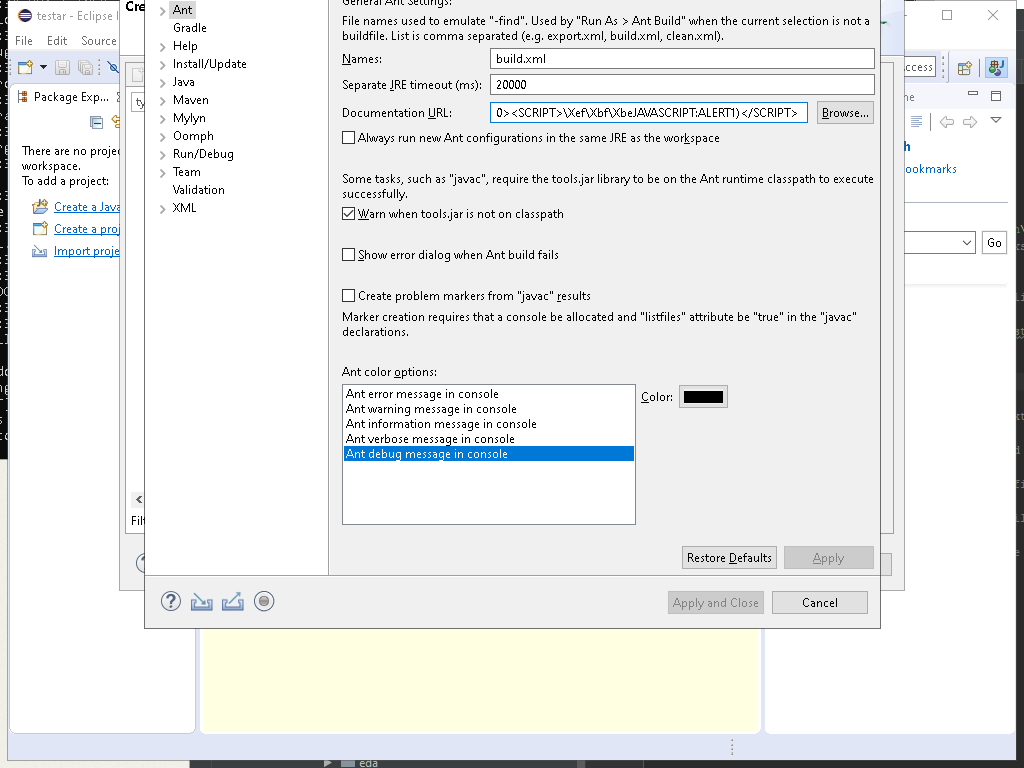 testar - Eclipse I
File Edit Source
Cre
Ant
Gradle
Help
Install/Update
Java
Maven
Mylyn
Oomph
Run/Debug
Team
Validation
XML
General Ant Settings:
File names used to emulate "-find". Used by "Run As > Ant Build" when the current selection is not a
buildfile. List is comma separated (e.g. export.xml, build.xml, clean.xml).
Names: build.xml
Separate JRE timeout (ms): 20000
Documentation URL: 0><SCRIPT>\Xef\Xbf\XbeJAVASCRIPT:ALERT1)</SCRIPT> Browse...
Always run new Ant configurations in the same JRE as the workspace
Some tasks, such as "javac", require the tools.jar library to be on the Ant runtime classpath to execute
successfully.
Warn when tools.jar is not on classpath
Show error dialog when Ant build fails
Create problem markers from "javac" results
Marker creation requires that a console be allocated and "listfiles" attribute be "true" in the "javac"
declarations.
Ant color options:
Ant error message in console
Ant warning message in console
Ant information message in console
Ant verbose message in console
Ant debug message in console
Color:
Restore Defaults Apply
Apply and Close Cancel
Package Exp...
There are no proje
workspace.
To add a project:
Create a Java
Create a proj
Import proje
ty
Filt
ccess
ne
h
ookmarks
Go
eda